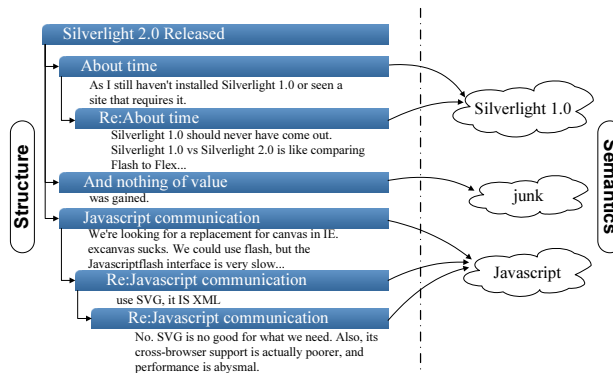 Silverlight 2.0 Released
About time
As I still haven't installed Silverlight 1.0 or seen a
site that requires it.
Re:About time
Silverlight 1.0 should never have come out.
Silverlight 1.0 vs Silverlight 2.0 is like comparing
Flash to Flex...
And nothing of value
was gained.
Javascript communication
We're looking for a replacement for canvas in IE.
excanvas sucks. We could use flash, but the
Javascriptflash interface is very slow...
Re:Javascript communication
use SVG, it IS XML
Re:Javascript communication
No. SVG is no good for what we need. Also, its
cross-browser support is actually poorer, and
performance is abysmal.
Structure
Silverlight 1.0
junk
Javascript
Semantics